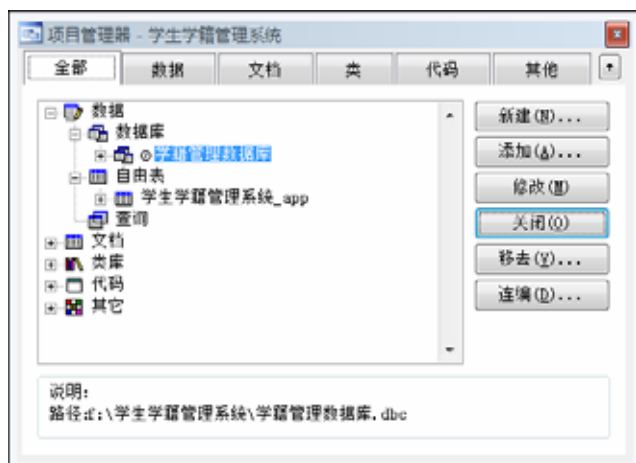 项目管理器 - 学生学籍管理系统
全部 数据 文档 类 代码 其他
数据
数据库
学籍管理数据库
自由表
学生学籍管理系统_app
查询
文档
类库
代码
其它
新建(N)...
添加(A)...
修改(M)
关闭(O)
移去(V)...
连编(D)...
说明:
路径:f:\学生学籍管理系统\学籍管理数据库.dbc